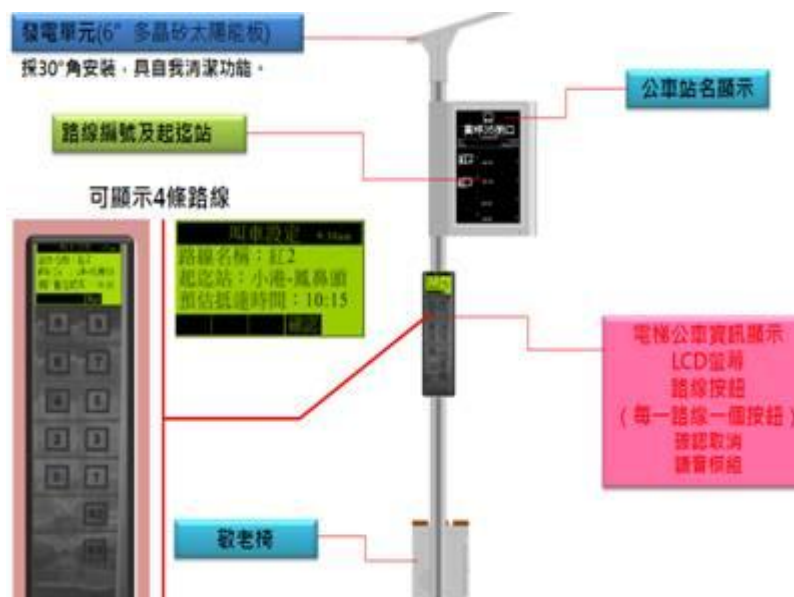 發電單元(6" 多晶矽太陽能板)
採30°角安裝，具自我清潔功能。
公車站名顯示
路線編號及起迄站
可顯示4條路線
叫車設定
路線名稱：紅2
起迄站：小港-鳳鼻頭
預估抵達時間：10:15
確認
電梯公車資訊顯示
LCD螢幕
路線按鈕
(每一路線一個按鈕)
確認取消
語音模組
敬老椅